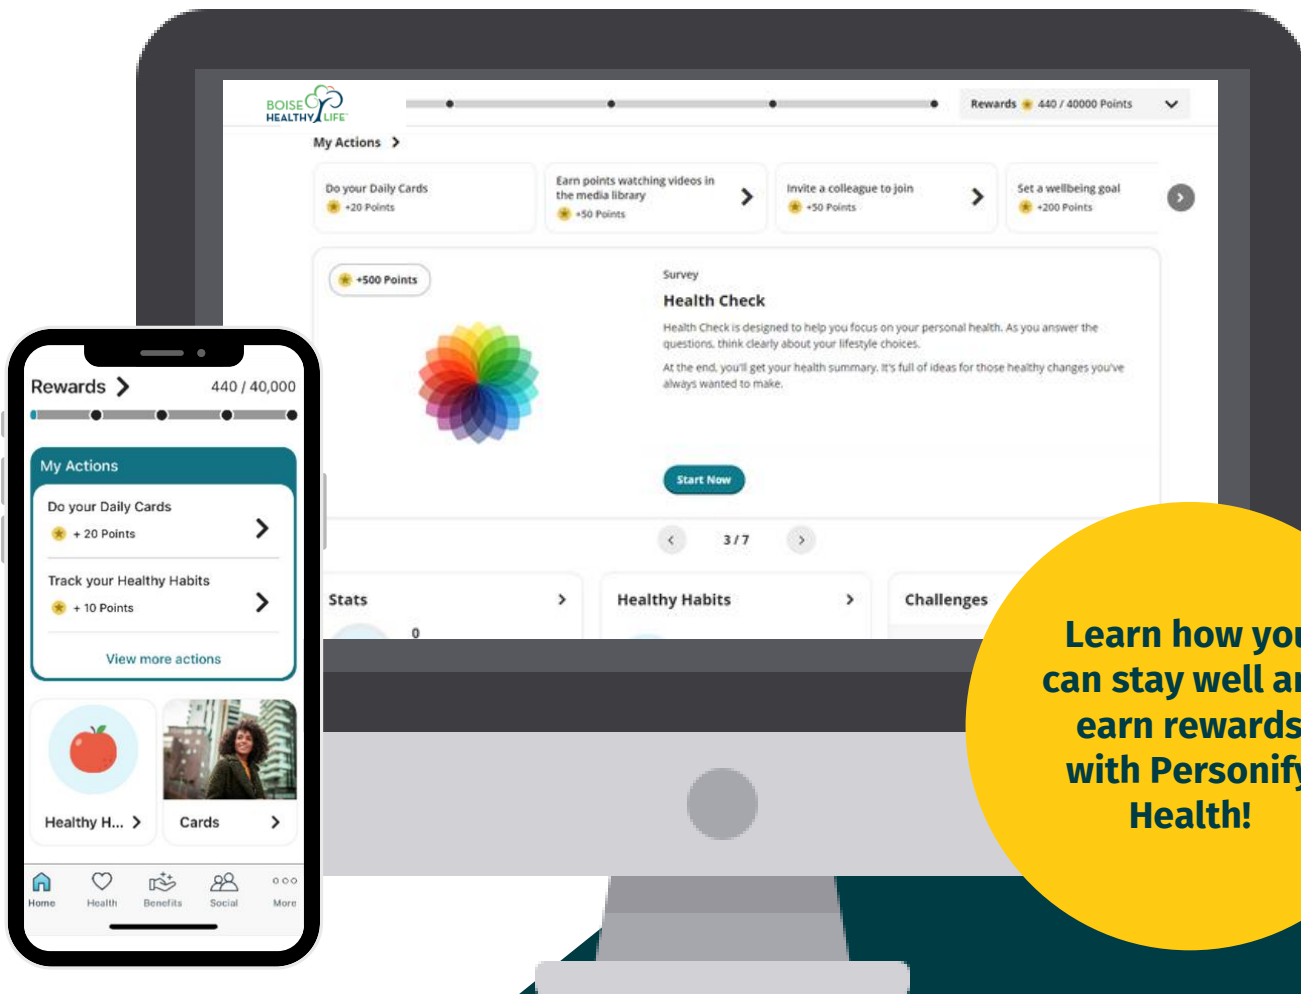 BOISE
HEALTHY LIFE
Rewards 440 / 40000 Points
My Actions
Do your Daily Cards
+20 Points
Earn points watching videos in
the media library
+50 Points
Invite a colleague to join
+50 Points
Set a wellbeing goal
+200 Points
+500 Points
Survey
Health Check
Health Check is designed to help you focus on your personal health. As you answer the
questions, think clearly about your lifestyle choices.
At the end, you'll get your health summary. It's full of ideas for those healthy changes you've
always wanted to make.
Start Now
3 / 7
Stats
0
Healthy Habits
Challenges
Rewards
440 / 40,000
My Actions
Do your Daily Cards
+ 20 Points
Track your Healthy Habits
+ 10 Points
View more actions
Healthy H...
Cards
Home
Health
Benefits
Social
More
Learn how you
can stay well an
earn rewards
with Personify
Health!